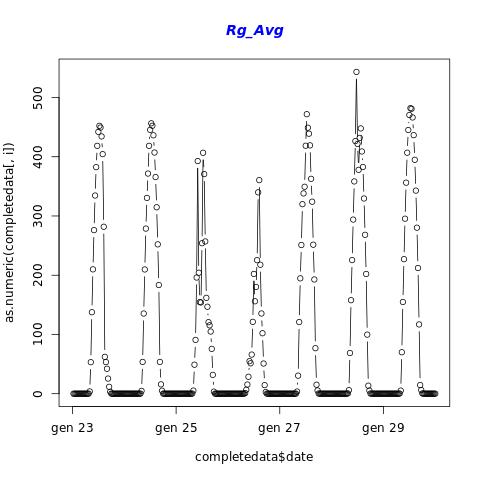 Rg_Avg
as.numeric(completedata[, i])
500
400
300
200
100
0
gen 23 gen 25 gen 27 gen 29
completedata$date